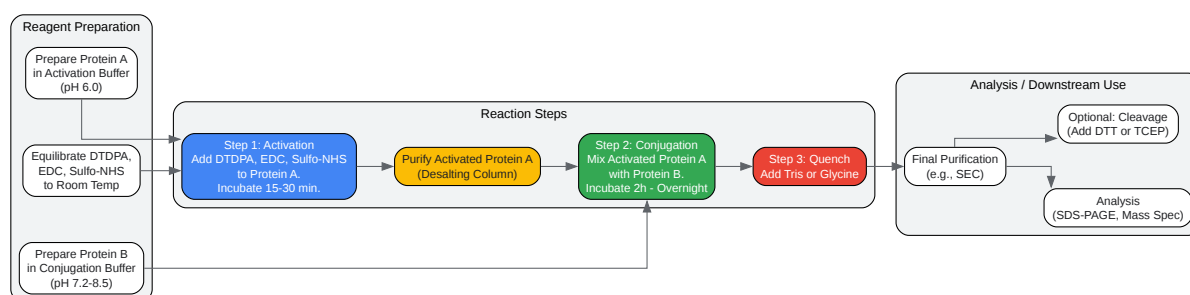 Reagent Preparation
Prepare Protein A
in Activation Buffer
(pH 6.0)
Equilibrate DTDPA,
EDC, Sulfo-NHS
to Room Temp
Prepare Protein B
in Conjugation Buffer
(pH 7.2-8.5)
Reaction Steps
Step 1: Activation
Add DTDPA, EDC, Sulfo-NHS
to Protein A.
Incubate 15-30 min.
Purify Activated Protein A
(Desalting Column)
Step 2: Conjugation
Mix Activated Protein A
with Protein B.
Incubate 2h - Overnight
Step 3: Quench
Add Tris or Glycine
Analysis / Downstream Use
Final Purification
(e.g., SEC)
Optional: Cleavage
(Add DTT or TCEP)
Analysis
(SDS-PAGE, Mass Spec)